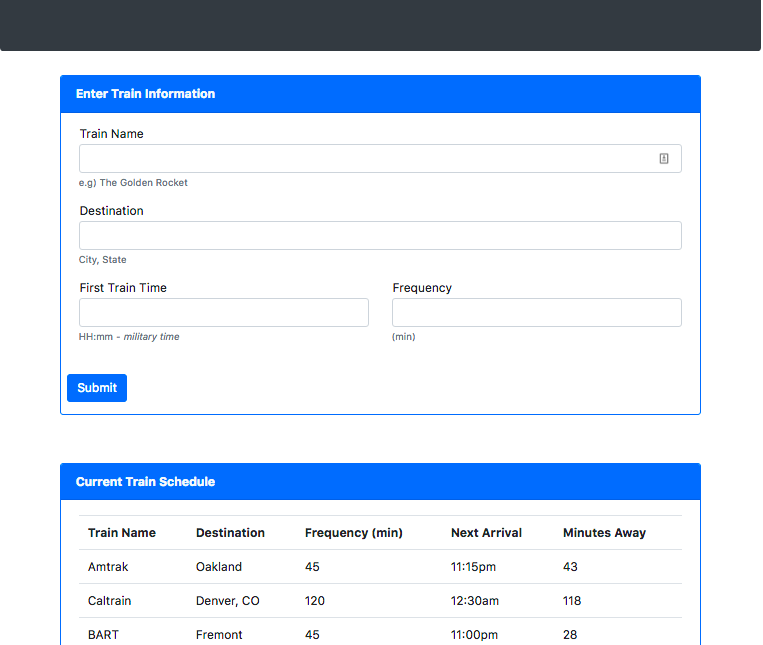 Enter Train Information
Train Name
e.g) The Golden Rocket
Destination
City, State
First Train Time Frequency
HH:mm - military time (min)
Submit
Current Train Schedule
Train Name Destination Frequency (min) Next Arrival Minutes Away
Amtrak Oakland 45 11:15pm 43
Caltrain Denver, CO 120 12:30am 118
BART Fremont 45 11:00pm 28